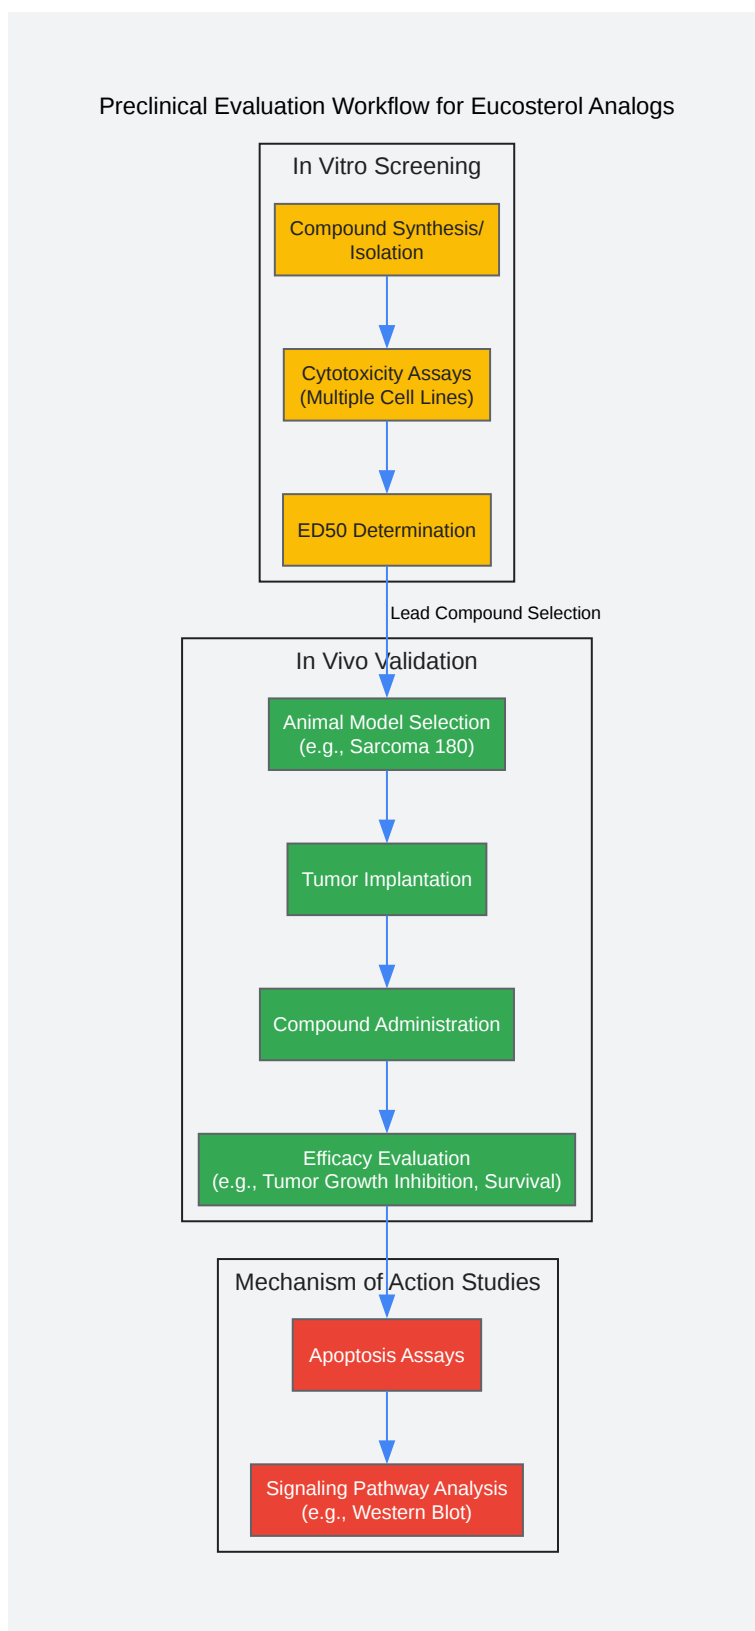 Preclinical Evaluation Workflow for Eucosterol Analogs
In Vitro Screening
Compound Synthesis/
Isolation
Cytotoxicity Assays
(Multiple Cell Lines)
ED50 Determination
Lead Compound Selection
In Vivo Validation
Animal Model Selection
(e.g., Sarcoma 180)
Tumor Implantation
Compound Administration
Efficacy Evaluation
(e.g., Tumor Growth Inhibition, Survival)
Mechanism of Action Studies
Apoptosis Assays
Signaling Pathway Analysis
(e.g., Western Blot)